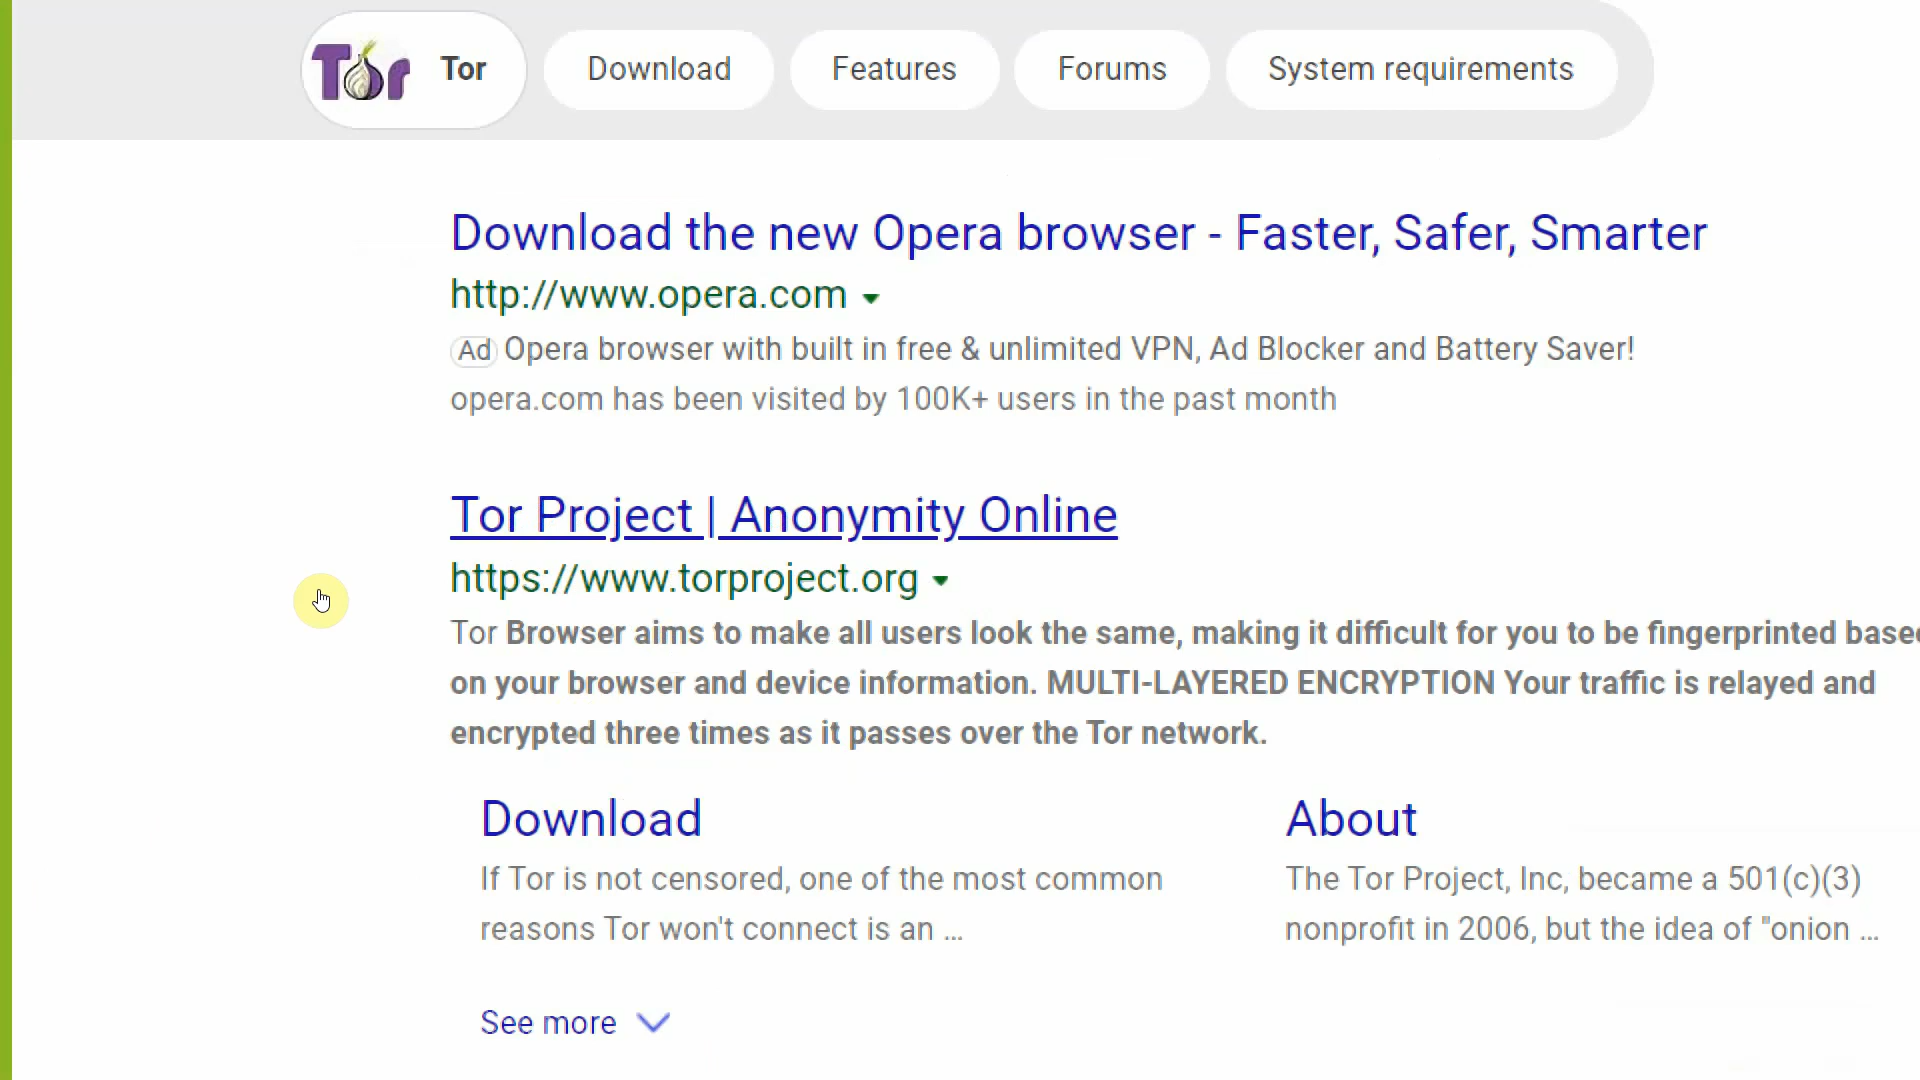 Tor Tor Download Features Forums System requirements
Download the new Opera browser - Faster, Safer, Smarter
http://www.opera.com
Ad Opera browser with built in free & unlimited VPN, Ad Blocker and Battery Saver!
opera.com has been visited by 100K+ users in the past month
Tor Project | Anonymity Online
https://www.torproject.org
Tor Browser aims to make all users look the same, making it difficult for you to be fingerprinted base
on your browser and device information. MULTI-LAYERED ENCRYPTION Your traffic is relayed and
encrypted three times as it passes over the Tor network.
Download
If Tor is not censored, one of the most common
reasons Tor won't connect is an ...
About
The Tor Project, Inc, became a 501(c)(3)
nonprofit in 2006, but the idea of "onion ...
See more